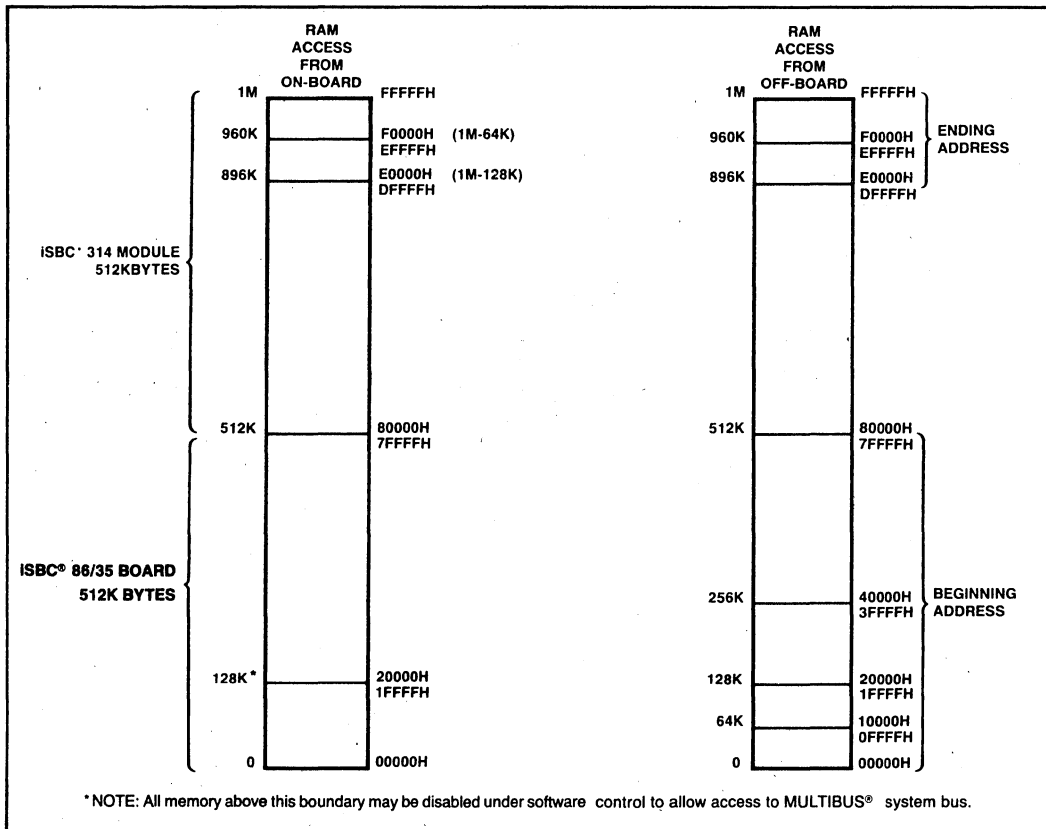 RAM
ACCESS
FROM
ON-BOARD
1M FFFFFH
960K F0000H (1M-64K)
EFFFFH
896K E0000H (1M-128K)
DFFFFH
iSBC* 314 MODULE
512KBYTES
512K 80000H
7FFFFH
iSBC® 86/35 BOARD
512K BYTES
128K* 20000H
1FFFFH
0 00000H
RAM
ACCESS
FROM
OFF-BOARD
1M FFFFFH
960K F0000H
EFFFFH
896K E0000H
DFFFFH
ENDING
ADDRESS
512K 80000H
7FFFFH
256K 40000H
3FFFFH
BEGINNING
ADDRESS
128K 20000H
1FFFFH
64K 10000H
0FFFFH
0 00000H
*NOTE: All memory above this boundary may be disabled under software control to allow access to MULTIBUS® system bus.